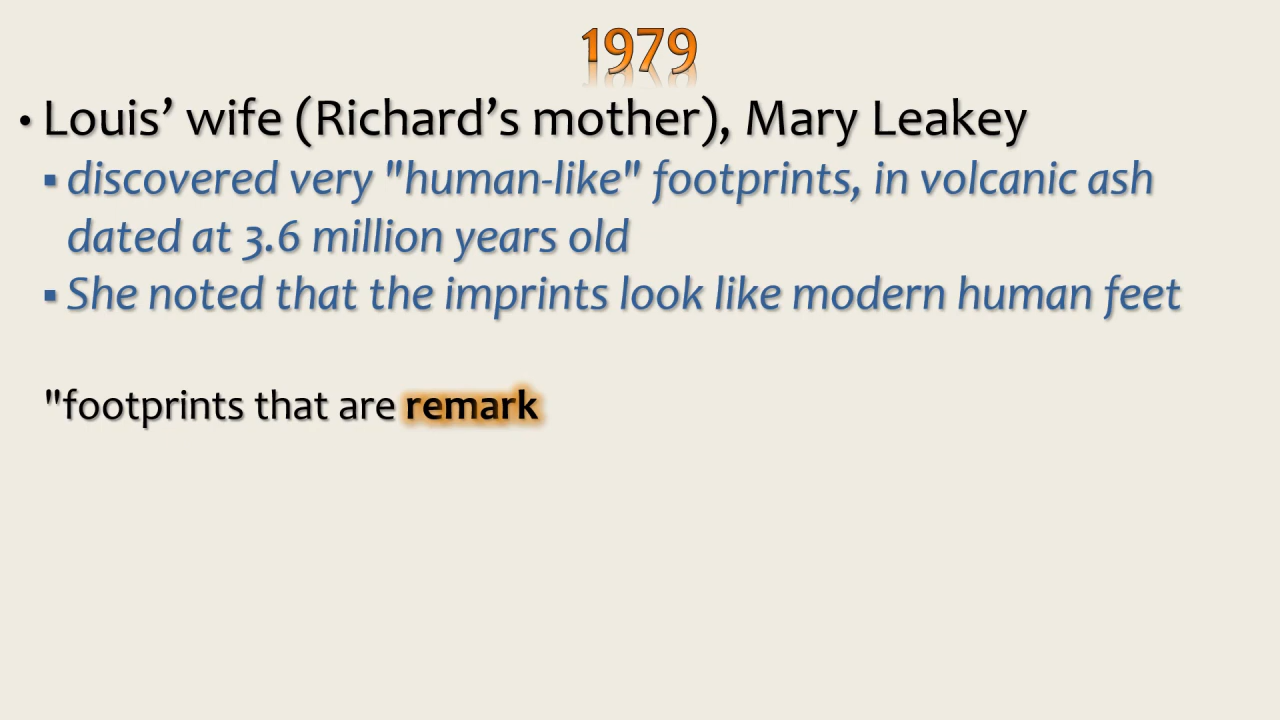 1979
• Louis’ wife (Richard’s mother), Mary Leakey
▪ discovered very "human-like" footprints, in volcanic ash
dated at 3.6 million years old
▪ She noted that the imprints look like modern human feet
"footprints that are remark